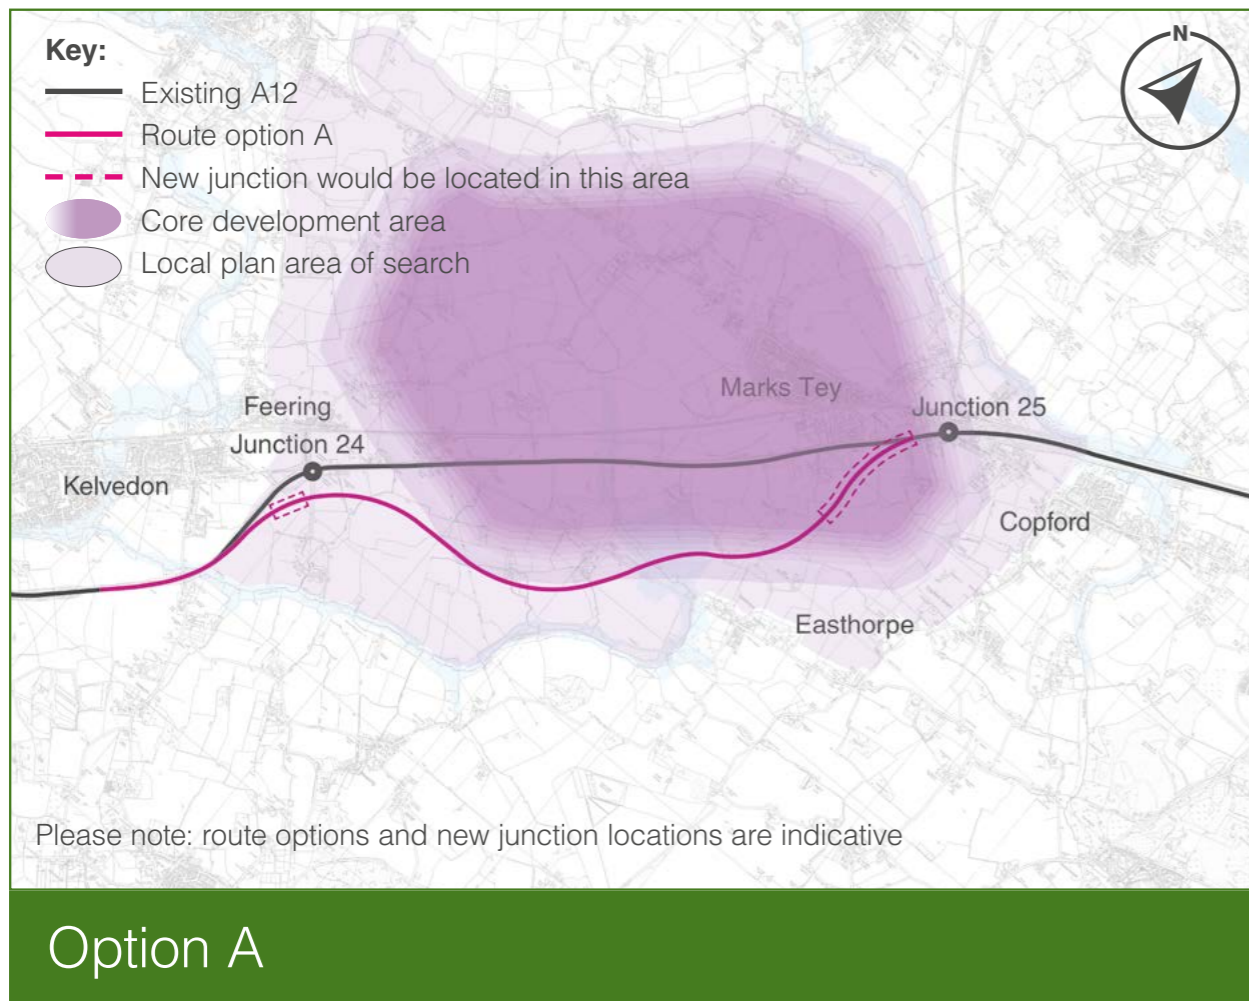 Key:
Existing A12
Route option A
New junction would be located in this area
Core development area
Local plan area of search
N
Marks Tey
Feering
Junction 24
Junction 25
Kelvedon
Copford
Easthorpe
Please note: route options and new junction locations are indicative
Option A